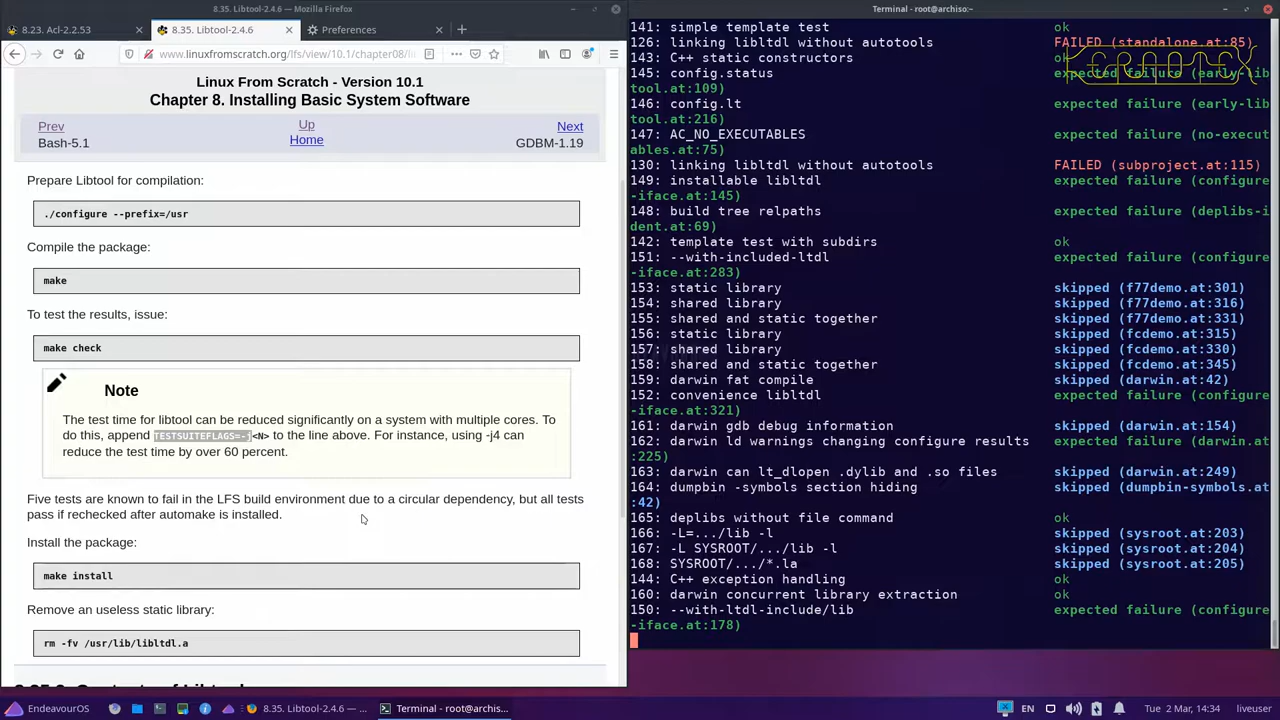 8.35. Libtool-2.4.6 — Mozilla Firefox
8.23. Acl-2.2.53
8.35. Libtool-2.4.6
Preferences
www.linuxfromscratch.org/lfs/view/10.1/chapter08/li
Linux From Scratch - Version 10.1
Chapter 8. Installing Basic System Software
Prev
Up
Next
Bash-5.1
Home
GDBM-1.19
Prepare Libtool for compilation:
./configure --prefix=/usr
Compile the package:
make
To test the results, issue:
make check
Note
The test time for libtool can be reduced significantly on a system with multiple cores. To
do this, append TESTSUITEFLAGS=-j<N> to the line above. For instance, using -j4 can
reduce the test time by over 60 percent.
Five tests are known to fail in the LFS build environment due to a circular dependency, but all tests
pass if rechecked after automake is installed.
Install the package:
make install
Remove an useless static library:
rm -fv /usr/lib/libltdl.a
Terminal - root@archiso:~
141: simple template test ok
126: linking libltdl without autotools FAILED (standalone.at:85)
143: C++ static constructors ok
145: config.status expected failure (early-lib
tool.at:109)
146: config.lt expected failure (early-lib
tool.at:216)
147: AC_NO_EXECUTABLES expected failure (no-execut
ables.at:75)
130: linking libltdl without autotools FAILED (subproject.at:115)
149: installable libltdl expected failure (configure
-iface.at:145)
148: build tree relpaths expected failure (deplibs-i
dent.at:69)
142: template test with subdirs ok
151: --with-included-ltdl expected failure (configure
-iface.at:283)
153: static library skipped (f77demo.at:301)
154: shared library skipped (f77demo.at:316)
155: shared and static together skipped (f77demo.at:331)
156: static library skipped (fcdemo.at:315)
157: shared library skipped (fcdemo.at:330)
158: shared and static together skipped (fcdemo.at:345)
159: darwin fat compile skipped (darwin.at:42)
152: convenience libltdl expected failure (configure
-iface.at:321)
161: darwin gdb debug information skipped (darwin.at:154)
162: darwin ld warnings changing configure results expected failure (darwin.at
:225)
163: darwin can lt_dlopen .dylib and .so files skipped (darwin.at:249)
164: dumpbin -symbols section hiding skipped (dumpbin-symbols.at
:42)
165: deplibs without file command ok
166: -L=.../lib -l skipped (sysroot.at:203)
167: -L SYSROOT/.../lib -l skipped (sysroot.at:204)
168: SYSROOT/.../*.la skipped (sysroot.at:205)
144: C++ exception handling ok
160: darwin concurrent library extraction ok
150: --with-ltdl-include/lib expected failure (configure
-iface.at:178)
EndeavourOS
8.35. Libtool-2.4.6 — ...
Terminal - root@archis...
EN
Tue 2 Mar, 14:34
liveuser